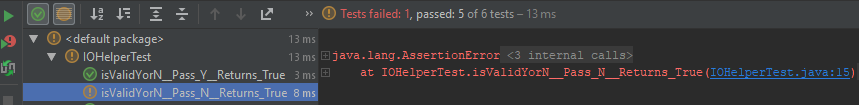 Tests failed: 1, passed: 5 of 6 tests – 13 ms
<default package> 13 ms
IOHelperTest 13 ms
isValidYorN__Pass_Y__Returns_True 3 ms
isValidYorN__Pass_N__Returns_True 8 ms
java.lang.AssertionError <3 internal calls>
at IOHelperTest.isValidYorN__Pass_N__Returns_True(IOHelperTest.java:15)